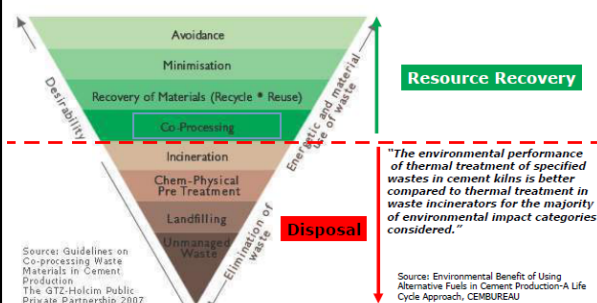 Avoidance
Minimisation
Recovery of Materials (Recycle * Reuse)
Co-Processing
Incineration
Chem-Physical
Pre Treatment
Landfilling
Unmanaged
Waste
Desirability
Energetic and material
use of waste
Elimination of
waste
Resource Recovery
Disposal
"The environmental performance
of thermal treatment of specified
wastes in cement kilns is better
compared to thermal treatment in
waste incinerators for the majority
of environmental impact categories
considered."
Source: Guidelines on
Co-processing Waste
Materials in Cement
Production
The GTZ-Holcim Public
Private Partnership 2007
Source: Environmental Benefit of Using
Alternative Fuels in Cement Production-A Life
Cycle Approach, CEMBUREAU